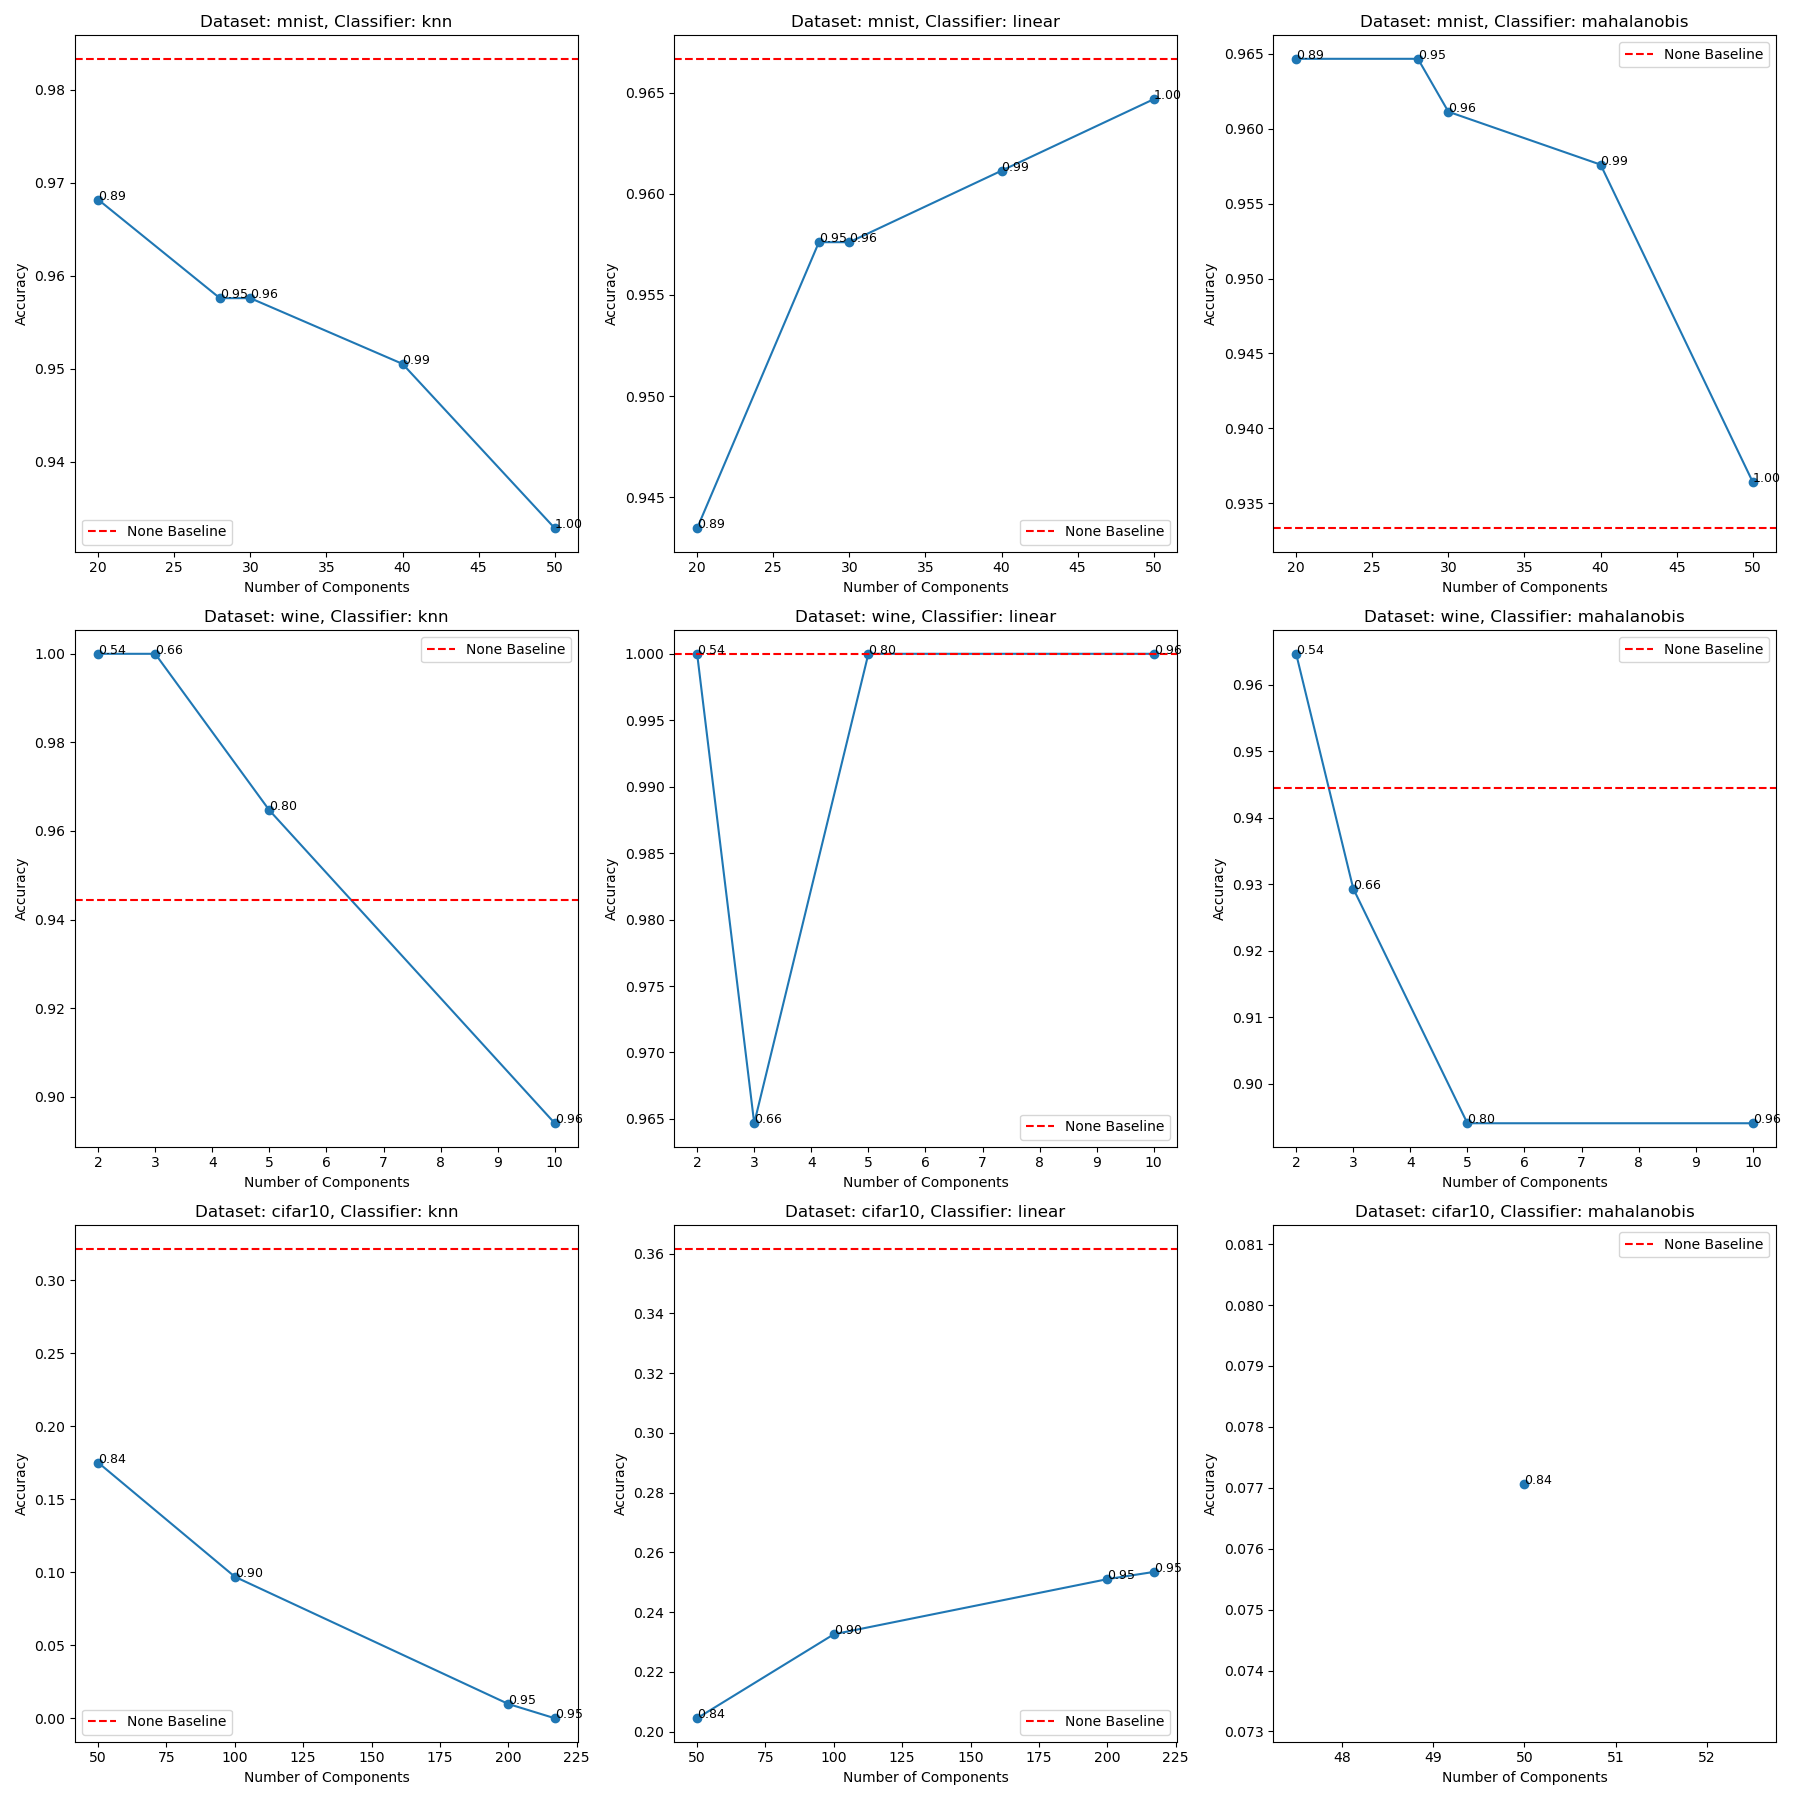 Dataset: mnist, Classifier: knn
Accuracy
0.98
0.97
0.96
0.95
0.94
0.89
0.95
0.96
0.99
1.00
None Baseline
20 25 30 35 40 45 50
Number of Components
Dataset: mnist, Classifier: linear
Accuracy
0.965
0.960
0.955
0.950
0.945
0.89
0.95
0.96
0.99
1.00
None Baseline
20 25 30 35 40 45 50
Number of Components
Dataset: mnist, Classifier: mahalanobis
None Baseline
Accuracy
0.965
0.960
0.955
0.950
0.945
0.940
0.935
0.89
0.95
0.96
0.99
1.00
20 25 30 35 40 45 50
Number of Components
Dataset: wine, Classifier: knn
None Baseline
Accuracy
1.00
0.98
0.96
0.94
0.92
0.90
0.54
0.66
0.80
0.96
2 3 4 5 6 7 8 9 10
Number of Components
Dataset: wine, Classifier: linear
Accuracy
1.000
0.995
0.990
0.985
0.980
0.975
0.970
0.965
0.54
0.66
0.80
0.96
None Baseline
2 3 4 5 6 7 8 9 10
Number of Components
Dataset: wine, Classifier: mahalanobis
None Baseline
Accuracy
0.96
0.95
0.94
0.93
0.92
0.91
0.90
0.54
0.66
0.80
0.96
2 3 4 5 6 7 8 9 10
Number of Components
Dataset: cifar10, Classifier: knn
Accuracy
0.30
0.25
0.20
0.15
0.10
0.05
0.00
0.84
0.90
0.95
0.95
None Baseline
50 75 100 125 150 175 200 225
Number of Components
Dataset: cifar10, Classifier: linear
Accuracy
0.36
0.34
0.32
0.30
0.28
0.26
0.24
0.22
0.20
0.84
0.90
0.95
0.95
None Baseline
50 75 100 125 150 175 200 225
Number of Components
Dataset: cifar10, Classifier: mahalanobis
None Baseline
Accuracy
0.081
0.080
0.079
0.078
0.077
0.076
0.075
0.074
0.073
0.84
48 49 50 51 52
Number of Components